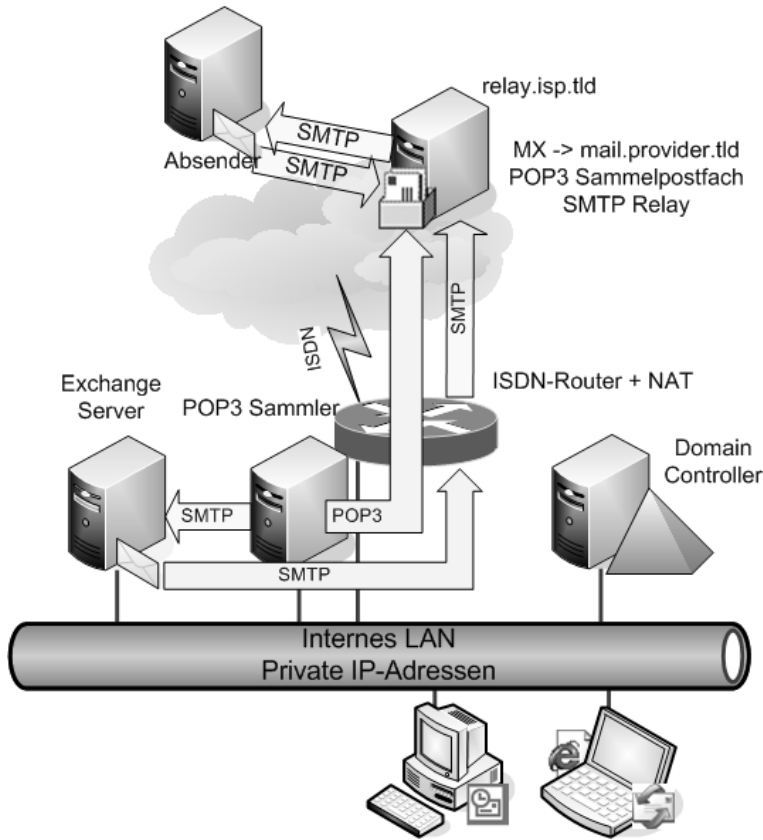 relay.isp.tld
SMTP
SMTP
Absender
MX -> mail.provider.tld
POP3 Sammelpostfach
SMTP Relay
SMTP
ISDN
ISDN-Router + NAT
Exchange
Server
POP3 Sammler
Domain
Controller
SMTP
POP3
SMTP
Internes LAN
Private IP-Adressen